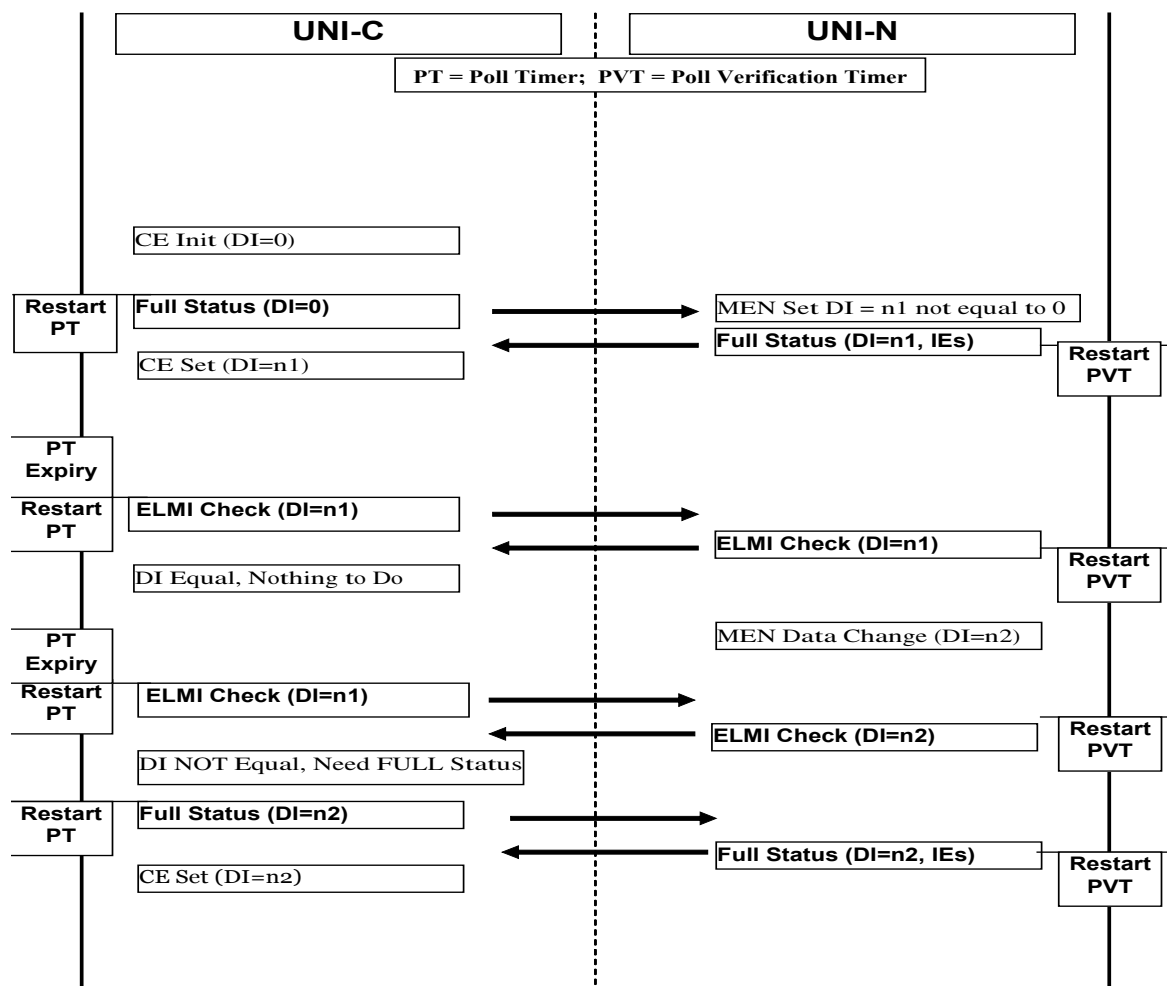 UNI-C
UNI-N
PT = Poll Timer; PVT = Poll Verification Timer
CE Init (DI=0)
Restart
PT
Full Status (DI=0)
MEN Set DI = n1 not equal to 0
Full Status (DI=n1, IEs)
Restart
PVT
CE Set (DI=n1)
PT
Expiry
Restart
PT
ELMI Check (DI=n1)
ELMI Check (DI=n1)
Restart
PVT
DI Equal, Nothing to Do
MEN Data Change (DI=n2)
PT
Expiry
Restart
PT
ELMI Check (DI=n1)
ELMI Check (DI=n2)
Restart
PVT
DI NOT Equal, Need FULL Status
Restart
PT
Full Status (DI=n2)
Full Status (DI=n2, IEs)
Restart
PVT
CE Set (DI=n2)